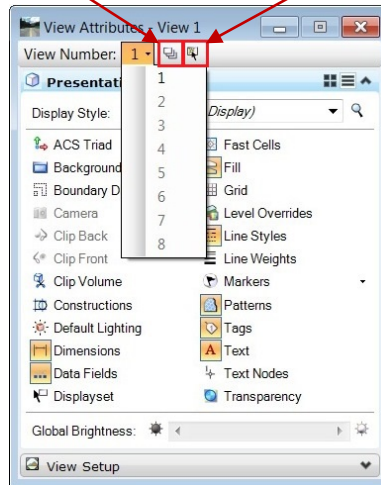 View Attributes - View 1
View Number: 1
Presentati
1
2
3
4
5
6
7
8
Display Style: Display)
ACS Triad Fast Cells
Background Fill
Boundary D Grid
Camera Level Overrides
Clip Back Line Styles
Clip Front Line Weights
Clip Volume Markers
Constructions Patterns
Default Lighting Tags
Dimensions A Text
Data Fields Text Nodes
Displayset Transparency
Global Brightness:
View Setup